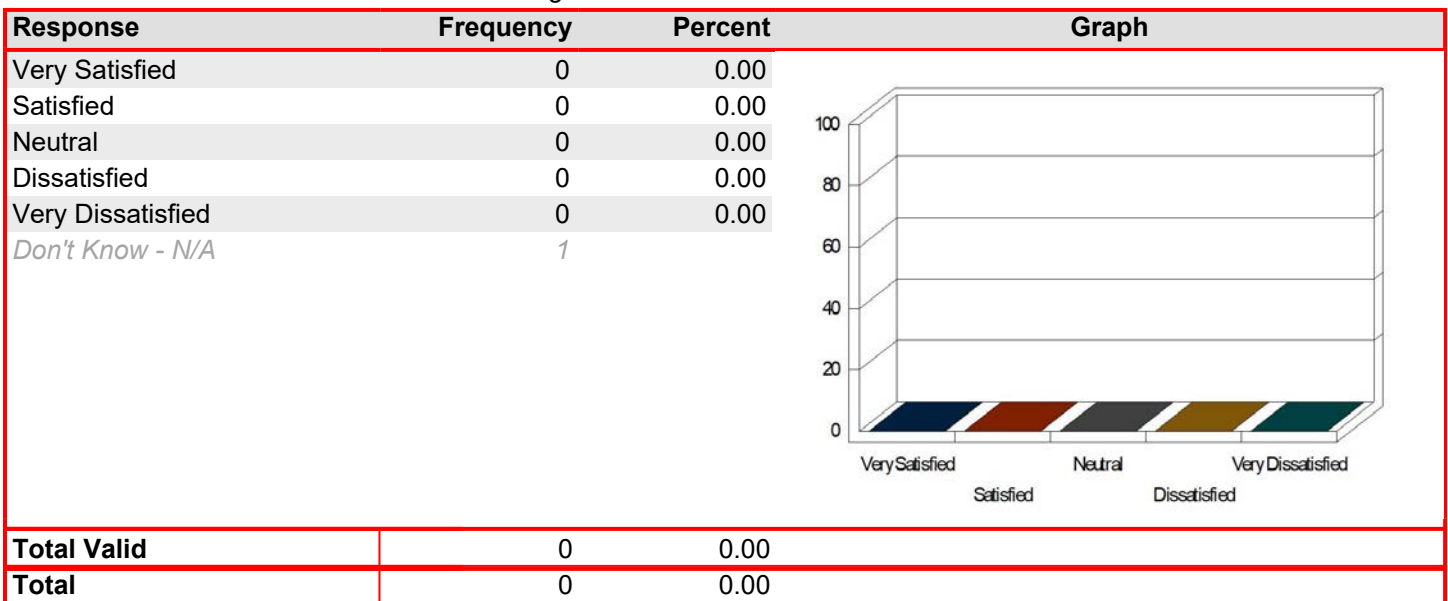 Response Frequency Percent Graph
Very Satisfied 0 0.00
Satisfied 0 0.00
Neutral 0 0.00
Dissatisfied 0 0.00
Very Dissatisfied 0 0.00
Don't Know - N/A 1
100
80
60
40
20
0
Very Satisfied Neutral Very Dissatisfied
Satisfied Dissatisfied
Total Valid 0 0.00
Total 0 0.00